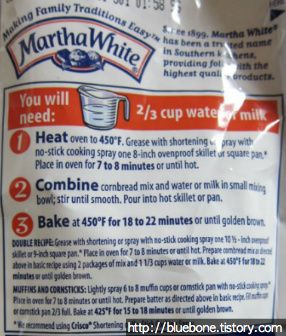 01:58
Making Family Traditions Easy™
Martha White®
Since 1899, Martha White®
has been a trusted name
in Southern kitchens,
providing folks with the
highest quality products.
You will
need:
2/3 cup water or milk
1 Heat oven to 450°F. Grease with shortening or spray with
no-stick cooking spray one 8-inch ovenproof skillet or square pan.*
Place in oven for 7 to 8 minutes or until hot.
2 Combine cornbread mix and water or milk in small mixing
bowl; stir until smooth. Pour into hot skillet or pan.
3 Bake at 450°F for 18 to 22 minutes or until golden brown.
DOUBLE RECIPE: Grease with shortening or spray with no-stick cooking spray one 10 ½ - inch ovenproof
skillet or 9-inch square pan.* Place in oven for 7 to 8 minutes or until hot. Prepare cornbread mix as directed
above in basic recipe using 2 packages of mix and 1 1/3 cups water or milk. Bake at 450°F for 18 to 22
minutes or until golden brown.
MUFFINS AND CORNSTICKS: Lightly spray 6 to 8 muffin cups or cornstick pan with no-stick cooking spray.*
Place in oven for 7 to 8 minutes or until hot. Prepare batter as directed above in basic recipe. Fill muffin cups
or cornstick pan 2/3 full. Bake at 425°F for 15 to 18 minutes or until golden brown.
*We recommend using Crisco® Shortening
http://bluebone.tistory.com